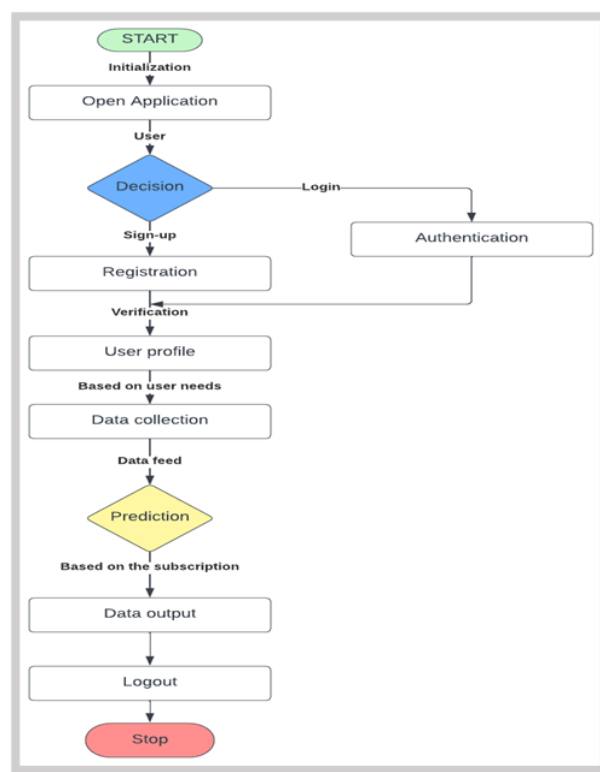 START
Initialization
Open Application
User
Decision
Login
Sign-up
Authentication
Registration
Verification
User profile
Based on user needs
Data collection
Data feed
Prediction
Based on the subscription
Data output
Logout
Stop